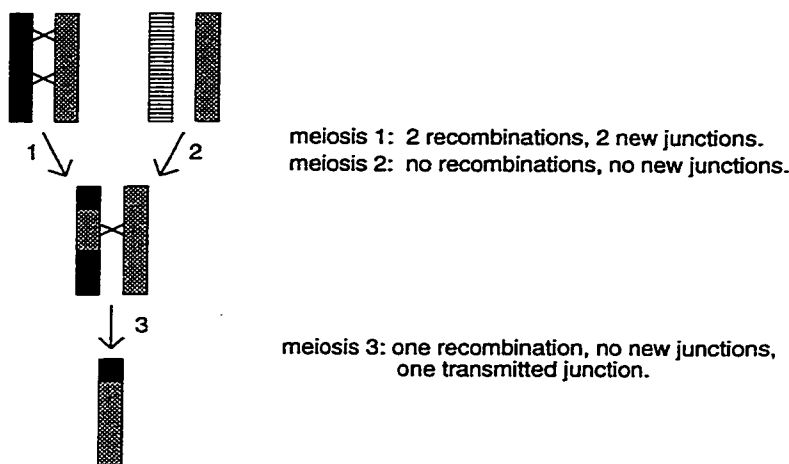 1
2
meiosis 1: 2 recombinations, 2 new junctions.
meiosis 2: no recombinations, no new junctions.
3
meiosis 3: one recombination, no new junctions,
one transmitted junction.